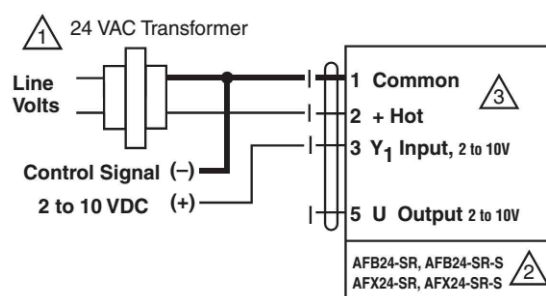 1
24 VAC Transformer
Line
Volts
Control Signal (–)
2 to 10 VDC (+)
1 Common
3
2 + Hot
3 Y1 Input, 2 to 10V
5 U Output 2 to 10V
AFB24-SR, AFB24-SR-S
AFX24-SR, AFX24-SR-S
2